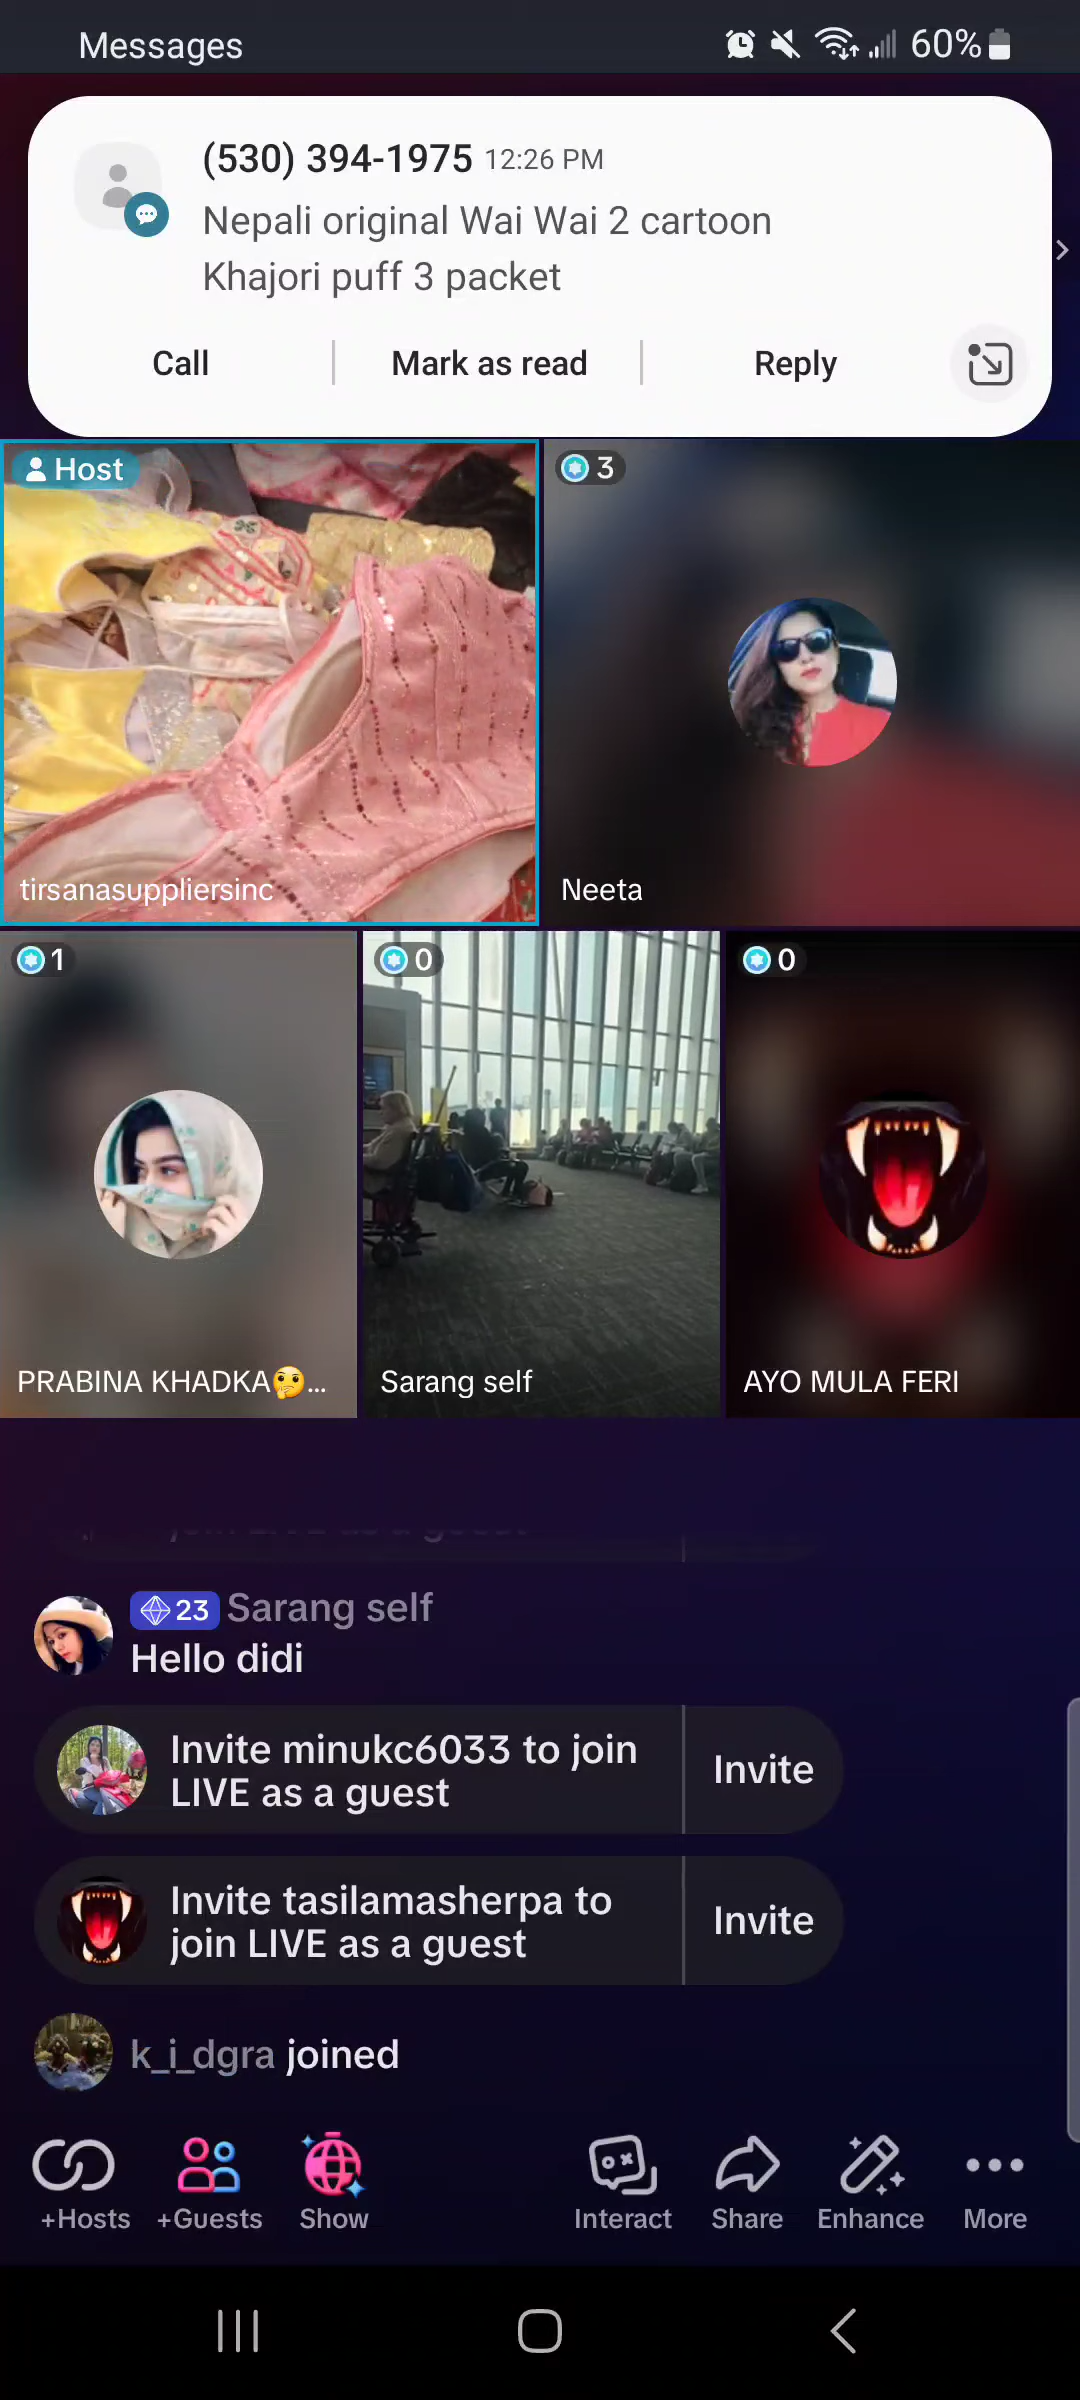 Messages
60%
(530) 394-1975 12:26 PM
Nepali original Wai Wai 2 cartoon
Khajori puff 3 packet
Call
Mark as read
Reply
Host
3
tirsanasuppliersinc
Neeta
1
0
0
PRABINA KHADKA🤔...
Sarang self
AYO MULA FERI
23 Sarang self
Hello didi
Invite minukc6033 to join
LIVE as a guest
Invite
Invite tasilamasherpa to
join LIVE as a guest
Invite
k_i_dgra joined
+Hosts
+Guests
Show
Interact
Share
Enhance
More